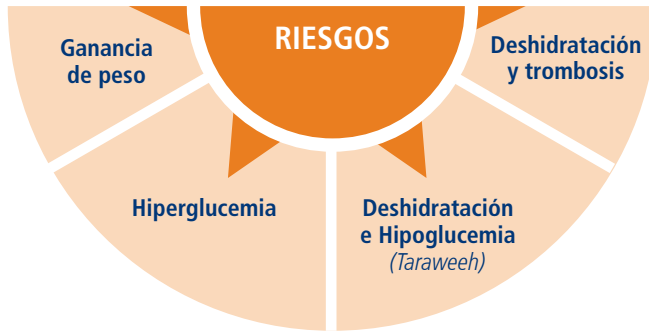 RIESGOS
Ganancia
de peso
Hiperglucemia
Deshidratación
e Hipoglucemia
(Taraweeh)
Deshidratación
y trombosis